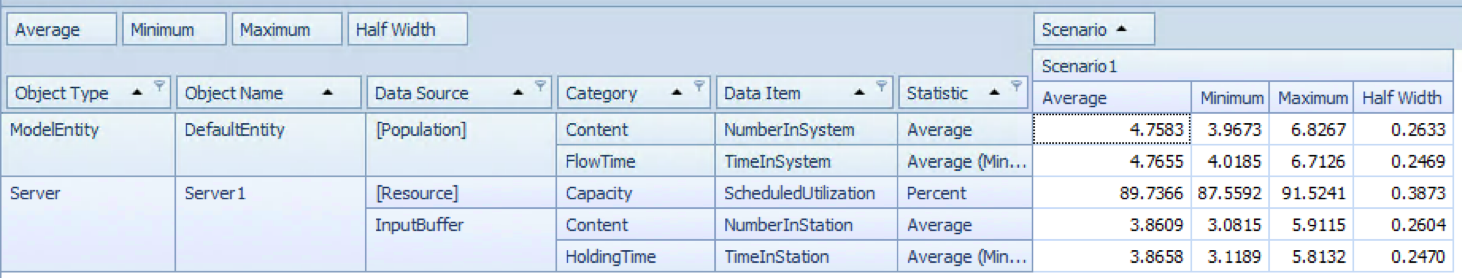 Average Minimum Maximum Half Width Scenario
Scenario1
Object Type Object Name Data Source Category Data Item Statistic Average Minimum Maximum Half Width
ModelEntity DefaultEntity [Population] Content NumberInSystem Average 4.7583 3.9673 6.8267 0.2633
FlowTime TimeInSystem Average (Min... 4.7655 4.0185 6.7126 0.2469
Server Server1 [Resource] Capacity ScheduledUtilization Percent 89.7366 87.5592 91.5241 0.3873
InputBuffer Content NumberInStation Average 3.8609 3.0815 5.9115 0.2604
HoldingTime TimeInStation Average (Min... 3.8658 3.1189 5.8132 0.2470